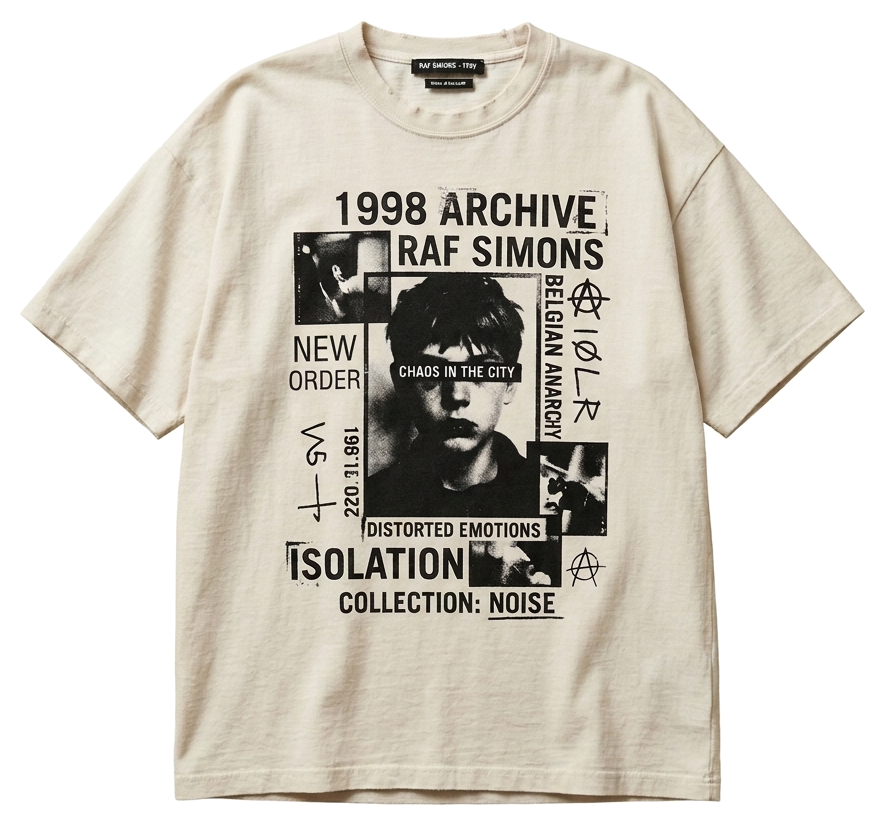 RAF SMIORS - 179V
1998 ARCHIVE
RAF SIMONS
BELGIAN ANARCHY
NEW
ORDER
CHAOS IN THE CITY
DISTORTED EMOTIONS
ISOLATION
COLLECTION: NOISE